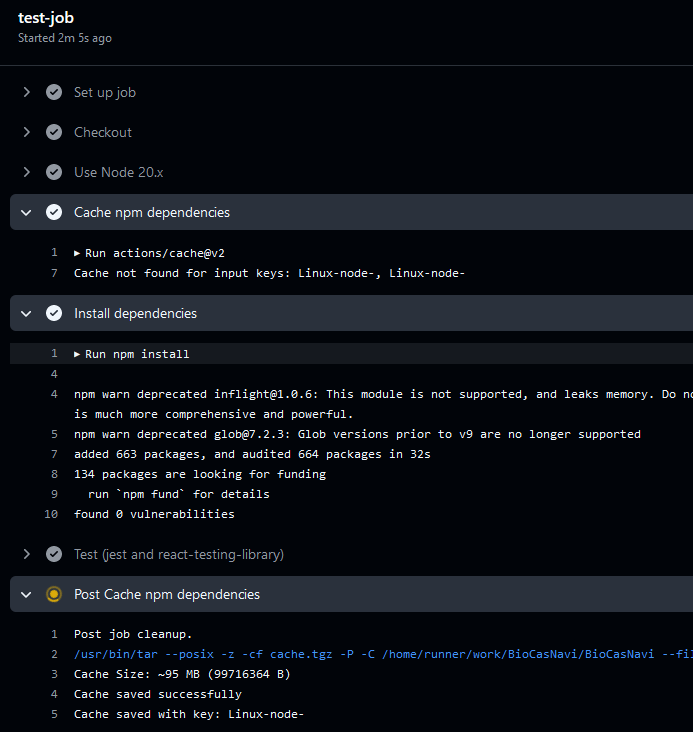 test-job
Started 2m 5s ago
Set up job
Checkout
Use Node 20.x
Cache npm dependencies
1 ▸ Run actions/cache@v2
7 Cache not found for input keys: Linux-node-, Linux-node-
Install dependencies
1 ▸ Run npm install
4
4 npm warn deprecated inflight@1.0.6: This module is not supported, and leaks memory. Do no
is much more comprehensive and powerful.
5 npm warn deprecated glob@7.2.3: Glob versions prior to v9 are no longer supported
7 added 663 packages, and audited 664 packages in 32s
8 134 packages are looking for funding
9 run `npm fund` for details
10 found 0 vulnerabilities
Test (jest and react-testing-library)
Post Cache npm dependencies
1 Post job cleanup.
2 /usr/bin/tar --posix -z -cf cache.tgz -P -C /home/runner/work/BioCasNavi/BioCasNavi --fil
3 Cache Size: ~95 MB (99716364 B)
4 Cache saved successfully
5 Cache saved with key: Linux-node-